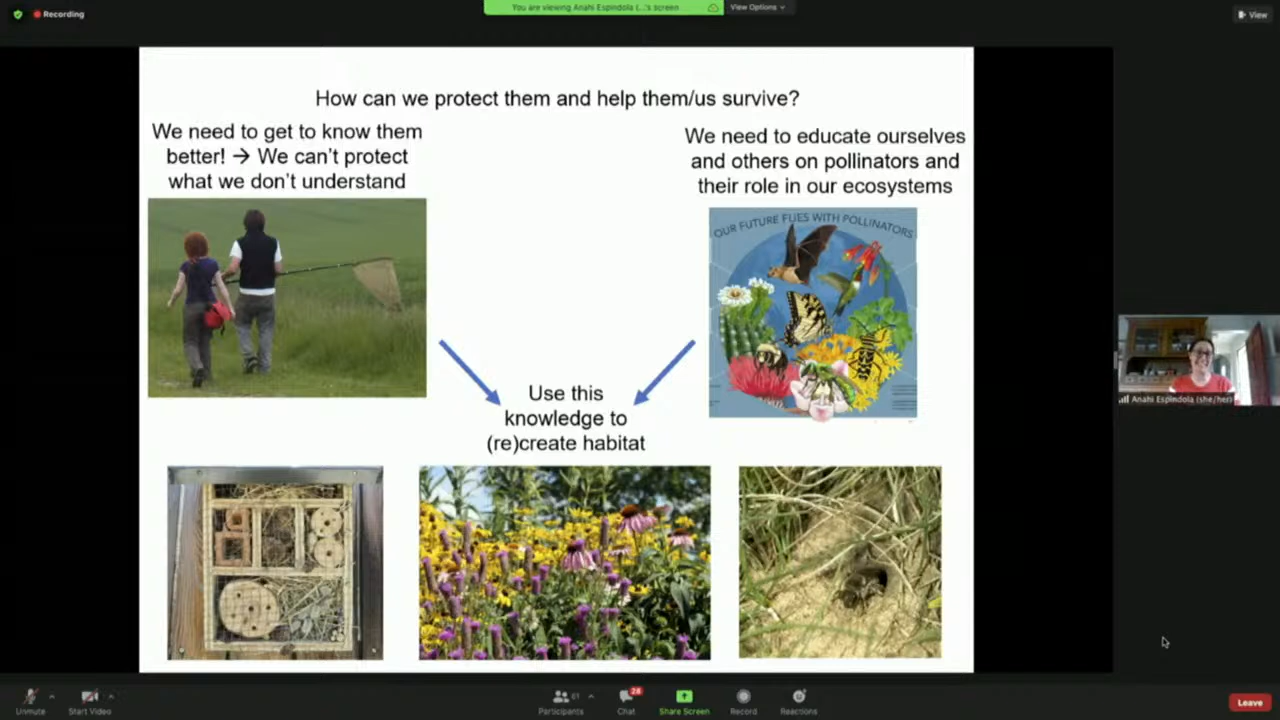 Recording
You are viewing Anahi Espindola (...'s screen
View Options
View
How can we protect them and help them/us survive?
We need to get to know them
better! → We can't protect
what we don't understand
We need to educate ourselves
and others on pollinators and
their role in our ecosystems
OUR FUTURE FLIES WITH POLLINATORS
Use this
knowledge to
(re)create habitat
Anahi Espindola (she/her)
Unmute
Start Video
Participants
61
Chat
28
Share Screen
Record
Reactions
Leave